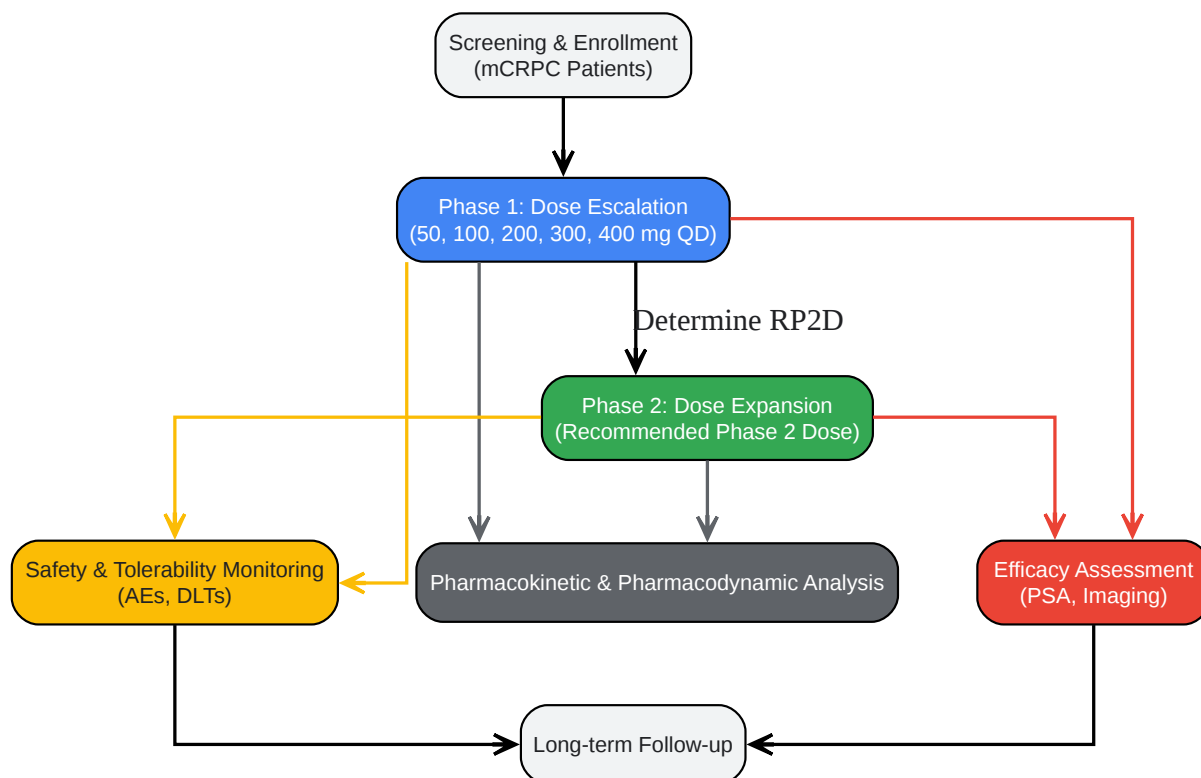 Screening & Enrollment
(mCRPC Patients)
Phase 1: Dose Escalation
(50, 100, 200, 300, 400 mg QD)
Determine RP2D
Phase 2: Dose Expansion
(Recommended Phase 2 Dose)
Safety & Tolerability Monitoring
(AEs, DLTs)
Pharmacokinetic & Pharmacodynamic Analysis
Efficacy Assessment
(PSA, Imaging)
Long-term Follow-up